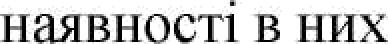 наявності в них